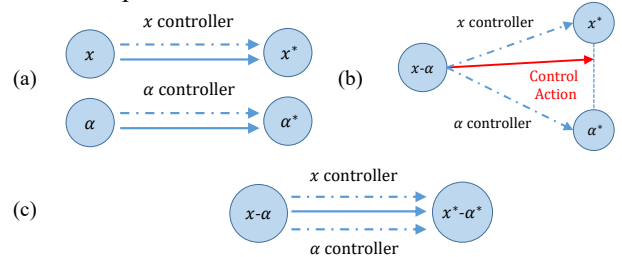 (a)
x controller
x
x*
α controller
α
α*
(b)
x controller
x*
x-α
Control
Action
α controller
α*
(c)
x controller
x-α
x*-α*
α controller